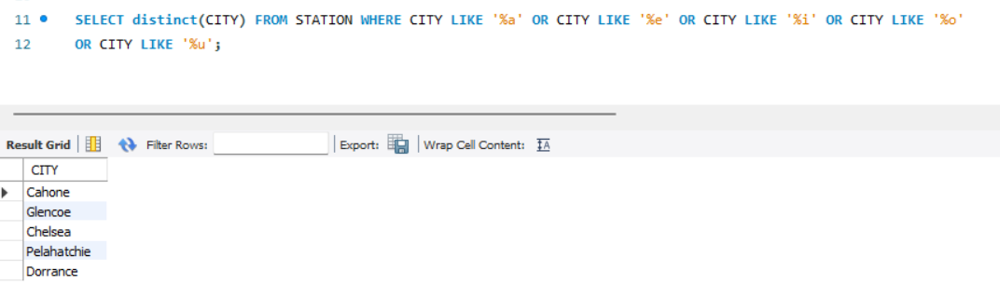 11 SELECT distinct(CITY) FROM STATION WHERE CITY LIKE '%a' OR CITY LIKE '%e' OR CITY LIKE '%i' OR CITY LIKE '%o'
12 OR CITY LIKE '%u';
Result Grid Filter Rows: Export: Wrap Cell Content: IA
CITY
Cahone
Glencoe
Chelsea
Pelahatchie
Dorrance